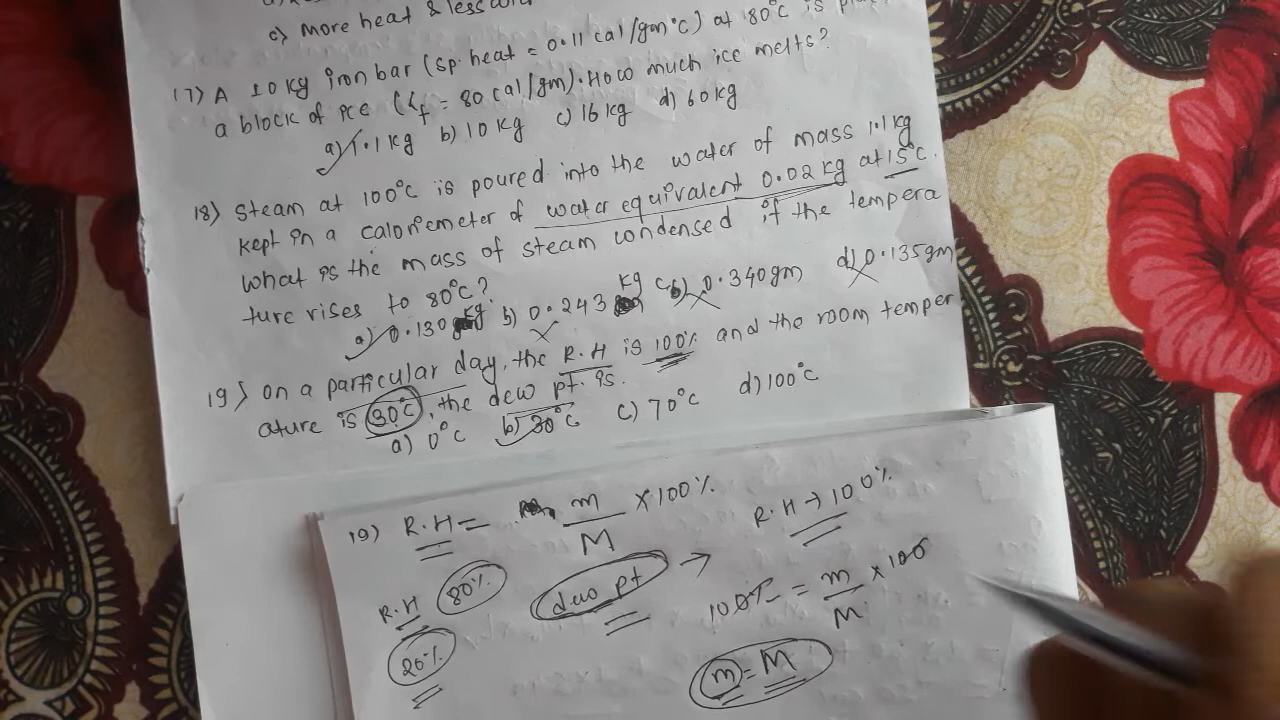 c) More heat & less
17) A 10 kg iron bar (sp. heat = 0.11 cal/gm°C) at 80°C is
a block of ice (Lf = 80 cal/gm). How much ice melts?
a) 1.1 kg b) 10 kg c) 16 kg d) 60 kg
18) Steam at 100°C is poured into the water of mass 1.1 kg
kept in a calorimeter of water equivalent 0.02 kg at 15°C.
What is the mass of steam condensed if the tempera
ture rises to 80°C?
a) 0.130 kg b) 0.243 kg c) 0.340 gm d) 0.135 gm
19) on a particular day, the R.H is 100% and the room temper
ature is 30°C, the dew pt. is.
a) 0°C b) 30°C c) 70°C d) 100°C
19) R.H = m/M × 100%
R.H → 100%
R.H 80%
dew pt →
100% = m/M × 100
20%
m = M